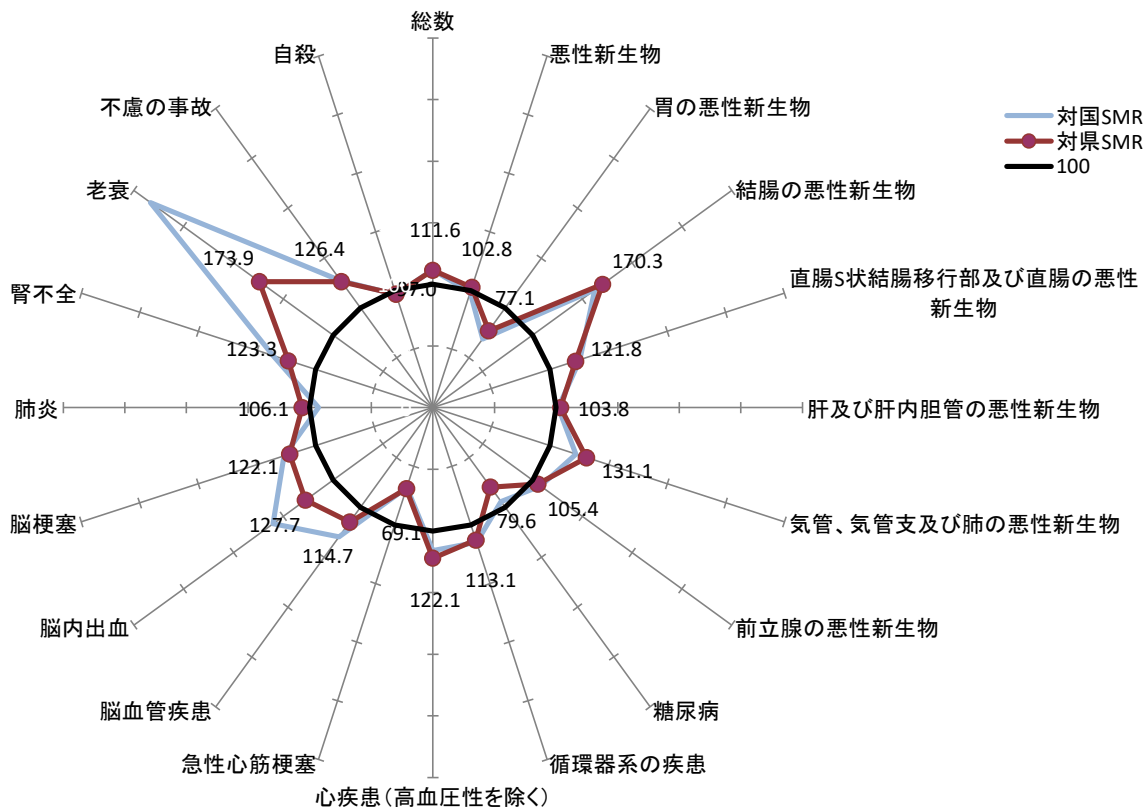 総数
悪性新生物
胃の悪性新生物
結腸の悪性新生物
直腸S状結腸移行部及び直腸の悪性
新生物
肝及び肝内胆管の悪性新生物
気管、気管支及び肺の悪性新生物
前立腺の悪性新生物
糖尿病
循環器系の疾患
心疾患(高血圧性を除く)
急性心筋梗塞
脳血管疾患
脳内出血
脳梗塞
肺炎
腎不全
老衰
不慮の事故
自殺
対国SMR
対県SMR
100
111.6
102.8
77.1
170.3
121.8
103.8
131.1
105.4
79.6
113.1
122.1
69.1
114.7
127.7
122.1
106.1
123.3
173.9
126.4
100